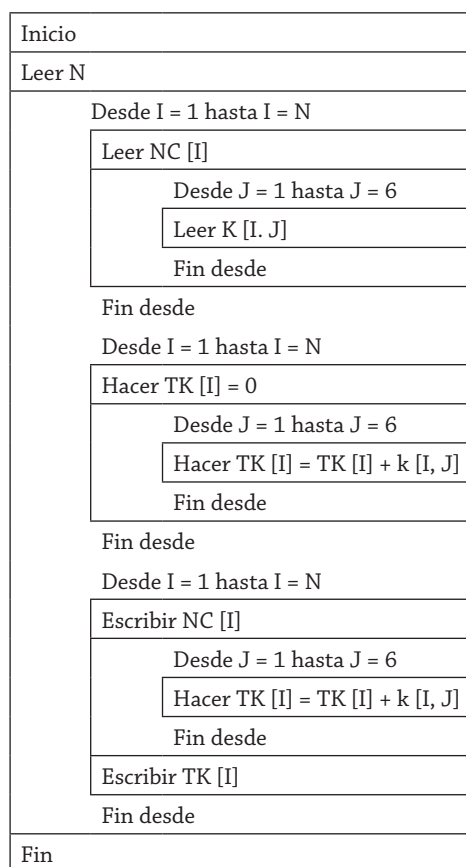 Inicio
Leer N
Desde I = 1 hasta I = N
Leer NC [I]
Desde J = 1 hasta J = 6
Leer K [I. J]
Fin desde
Fin desde
Desde I = 1 hasta I = N
Hacer TK [I] = 0
Desde J = 1 hasta J = 6
Hacer TK [I] = TK [I] + k [I, J]
Fin desde
Fin desde
Desde I = 1 hasta I = N
Escribir NC [I]
Desde J = 1 hasta J = 6
Hacer TK [I] = TK [I] + k [I, J]
Fin desde
Escribir TK [I]
Fin desde
Fin